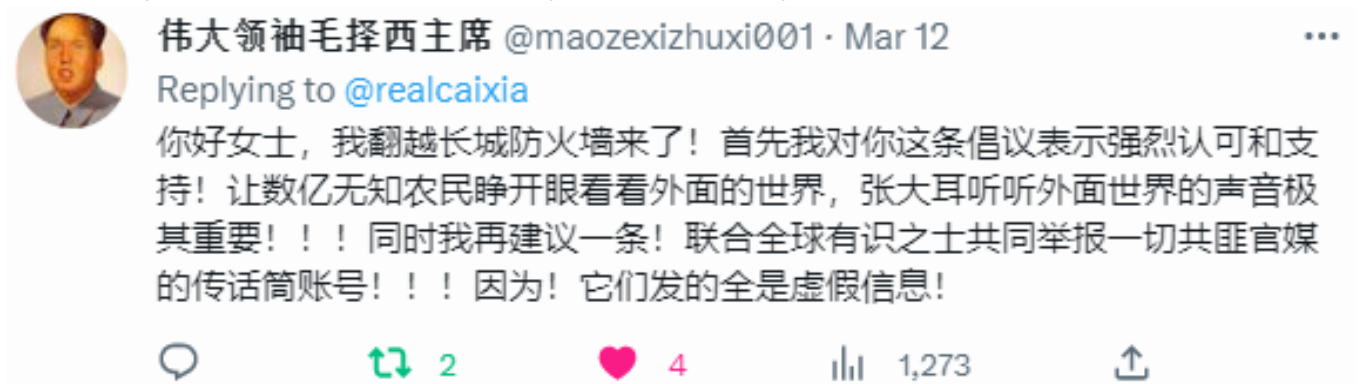 伟大领袖毛择西主席 @maozexizhuxi001 · Mar 12
Replying to @realcaixia
你好女士，我翻越长城防火墙来了！首先我对你这条倡议表示强烈认可和支
持！让数亿无知农民睁开眼看看外面的世界，张大耳听听外面世界的声音极
其重要！！！同时我再建议一条！联合全球有识之士共同举报一切共匪官媒
的传话筒账号！！！因为！它们发的全是虚假信息！
2 4 1,273